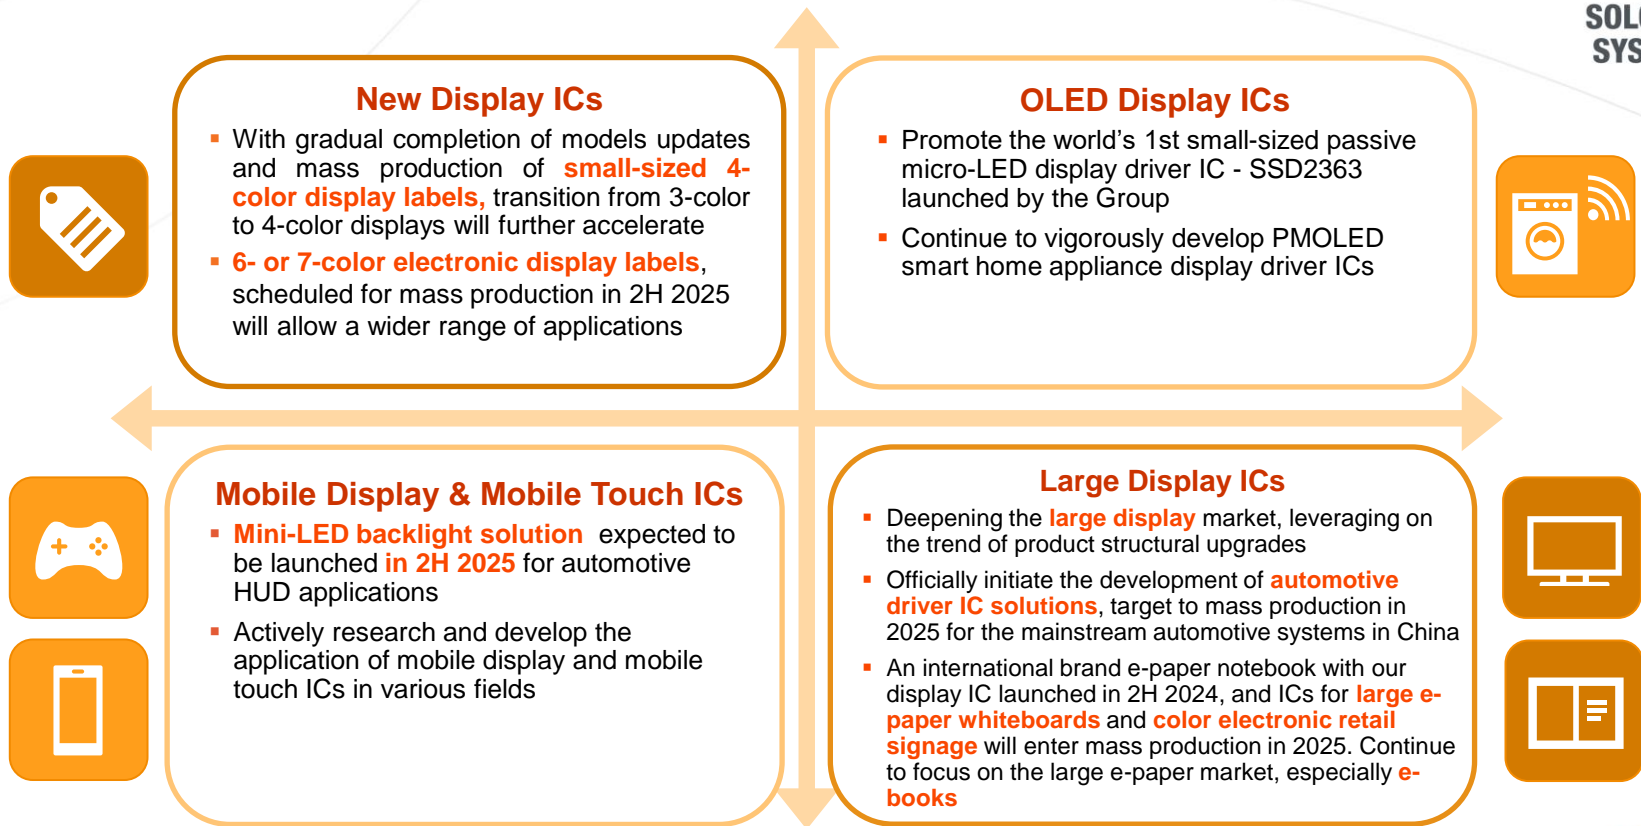 New Display ICs
▪ With gradual completion of models updates
and mass production of small-sized 4-
color display labels, transition from 3-color
to 4-color displays will further accelerate
▪ 6- or 7-color electronic display labels,
scheduled for mass production in 2H 2025
will allow a wider range of applications
OLED Display ICs
▪ Promote the world’s 1st small-sized passive
micro-LED display driver IC - SSD2363
launched by the Group
▪ Continue to vigorously develop PMOLED
smart home appliance display driver ICs
Mobile Display & Mobile Touch ICs
▪ Mini-LED backlight solution expected to
be launched in 2H 2025 for automotive
HUD applications
▪ Actively research and develop the
application of mobile display and mobile
touch ICs in various fields
Large Display ICs
▪ Deepening the large display market, leveraging on
the trend of product structural upgrades
▪ Officially initiate the development of automotive
driver IC solutions, target to mass production in
2025 for the mainstream automotive systems in China
▪ An international brand e-paper notebook with our
display IC launched in 2H 2024, and ICs for large e-
paper whiteboards and color electronic retail
signage will enter mass production in 2025. Continue
to focus on the large e-paper market, especially e-
books